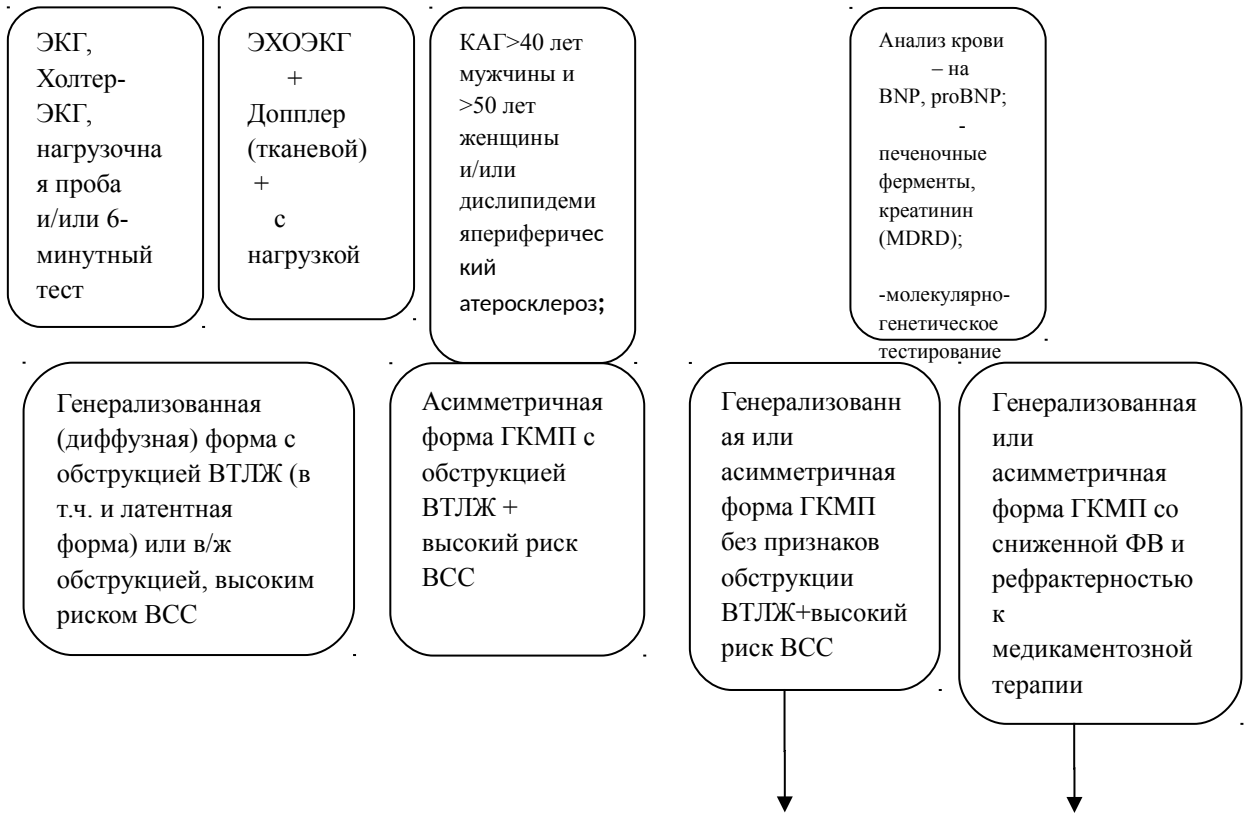 ЭКГ,
Холтер-
ЭКГ,
нагрузочна
я проба
и/или 6-
минутный
тест
ЭХОЭКГ
+
Допплер
(тканевой)
+
с
нагрузкой
КАГ>40 лет
мужчины и
>50 лет
женщины
и/или
дислипидеми
япериферичес
кий
атеросклероз;
Анализ крови
– на
BNP, proBNP;
-
печеночные
ферменты,
креатинин
(MDRD);
-молекулярно-
генетическое
тестирование
Генерализованная
(диффузная) форма с
обструкцией ВТЛЖ (в
т.ч. и латентная
форма) или в/ж
обструкцией, высоким
риском ВСС
Асимметричная
форма ГКМП с
обструкцией
ВТЛЖ +
высокий риск
ВСС
Генерализованн
ая или
асимметричная
форма ГКМП
без признаков
обструкции
ВТЛЖ+высокий
риск ВСС
Генерализованная
или
асимметричная
форма ГКМП со
сниженной ФВ и
рефрактерностью
к
медикаментозной
терапии